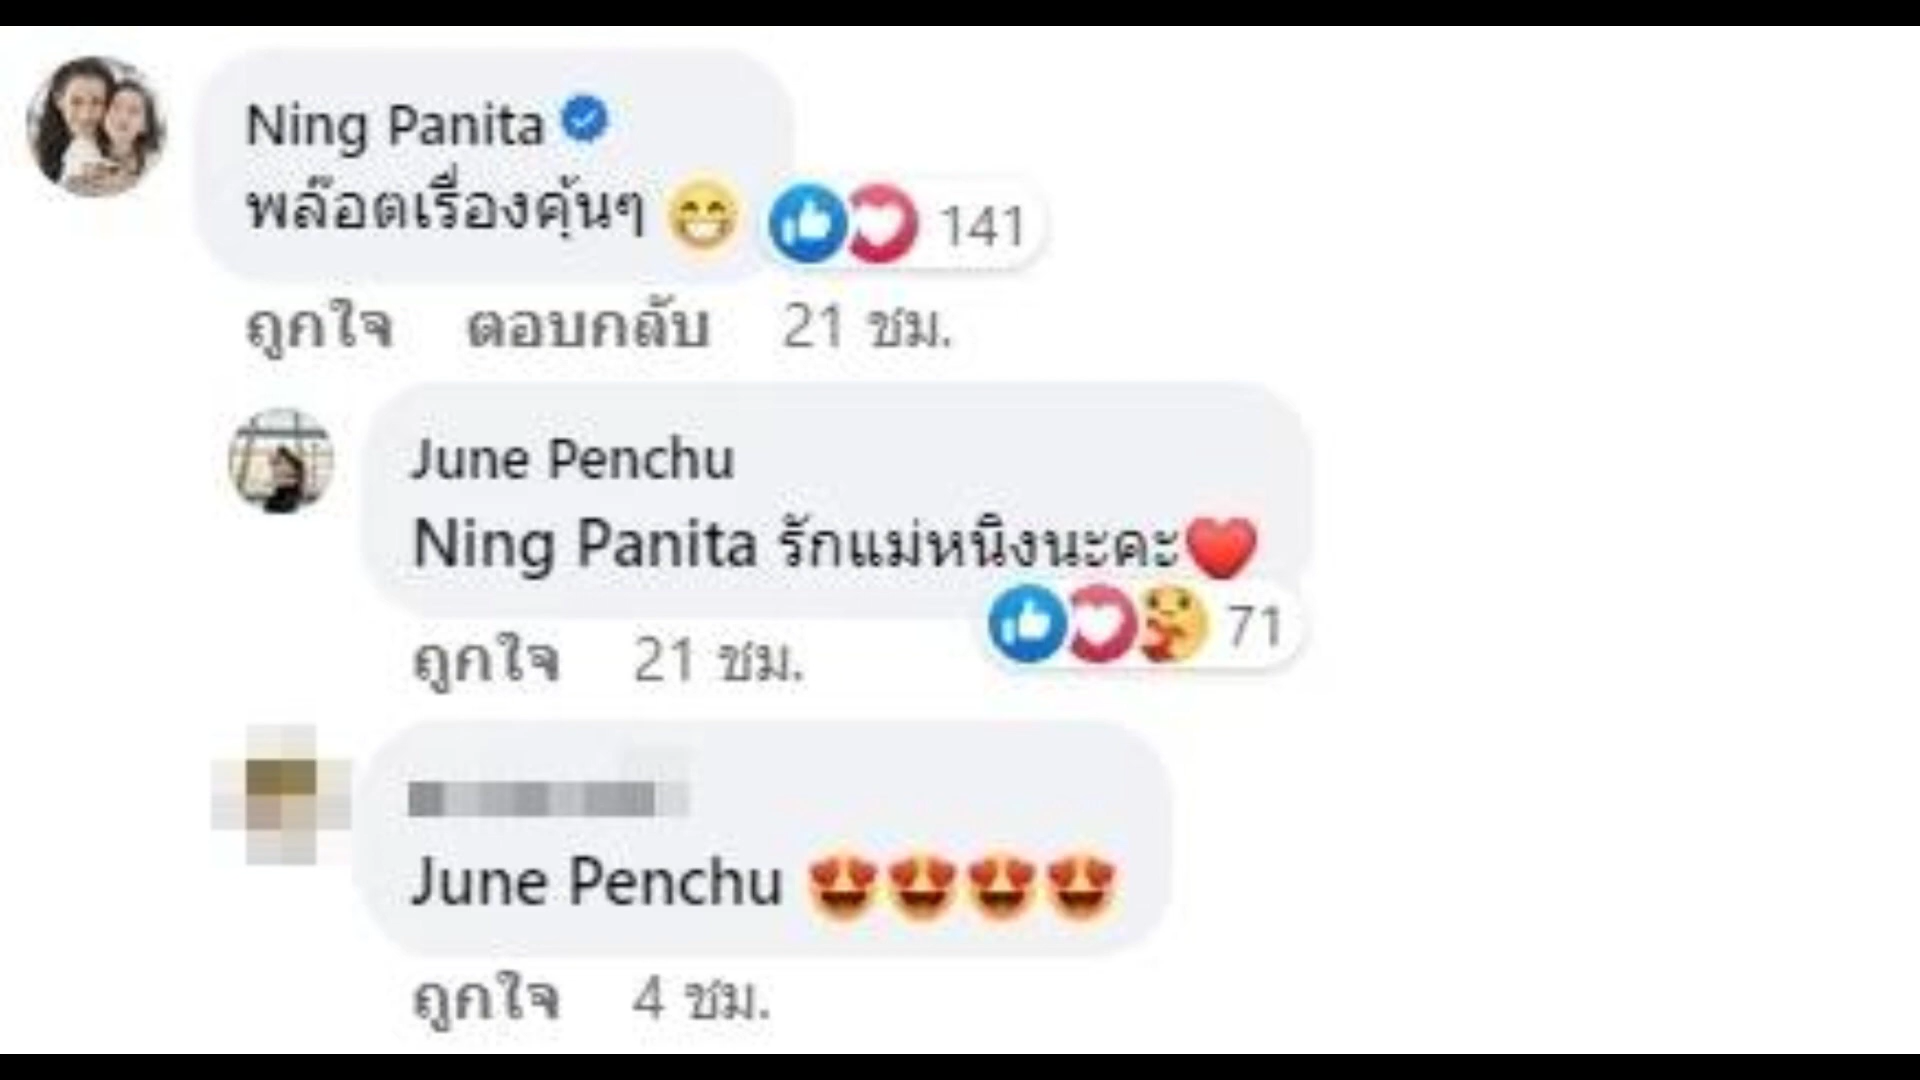 Ning Panita
พล๊อตเรื่องคุ้นๆ 😁 141
ถูกใจ ตอบกลับ 21 ชม.
June Penchu
Ning Panita รักแม่หนิงนะคะ❤️
71
ถูกใจ 21 ชม.
June Penchu 😍😍😍😍
ถูกใจ 4 ชม.